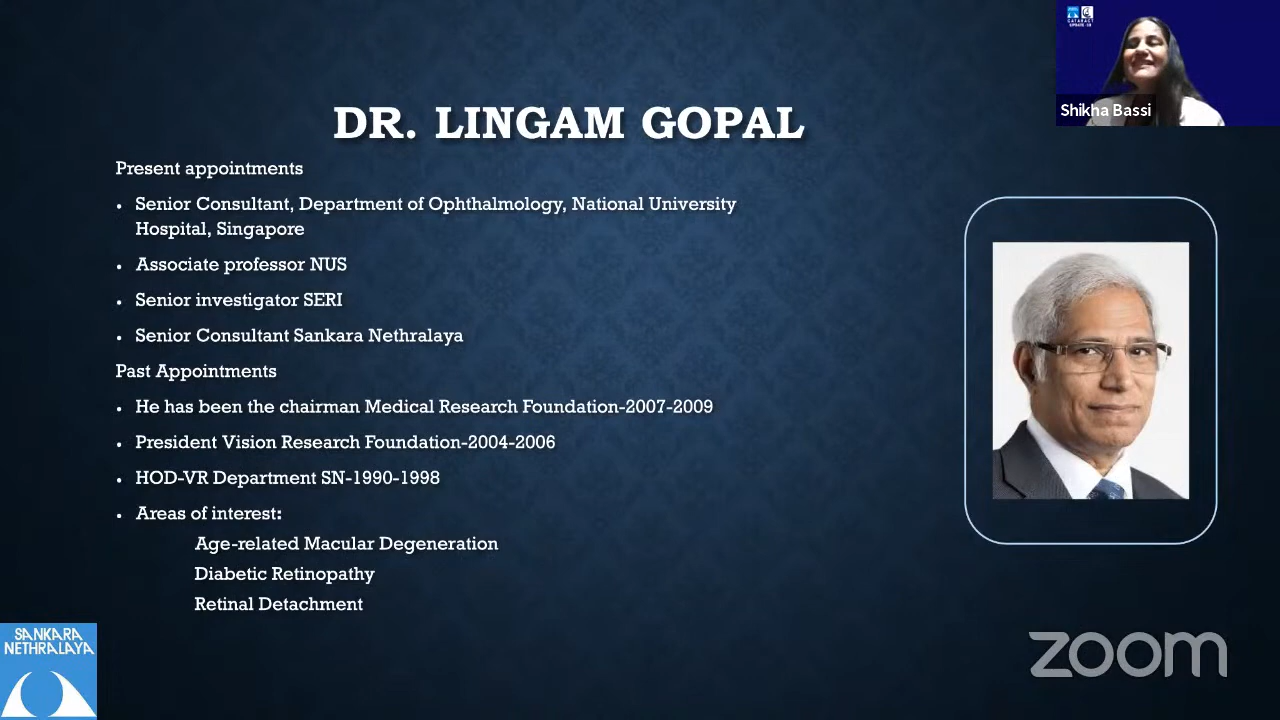 DR. LINGAM GOPAL
Present appointments
• Senior Consultant, Department of Ophthalmology, National University
Hospital, Singapore
• Associate professor NUS
• Senior investigator SERI
• Senior Consultant Sankara Nethralaya
Past Appointments
• He has been the chairman Medical Research Foundation-2007-2009
• President Vision Research Foundation-2004-2006
• HOD-VR Department SN-1990-1998
• Areas of interest:
Age-related Macular Degeneration
Diabetic Retinopathy
Retinal Detachment
CATARACT
UPDATE
Shikha Bassi
SANKARA
NETHRALAYA
zoom